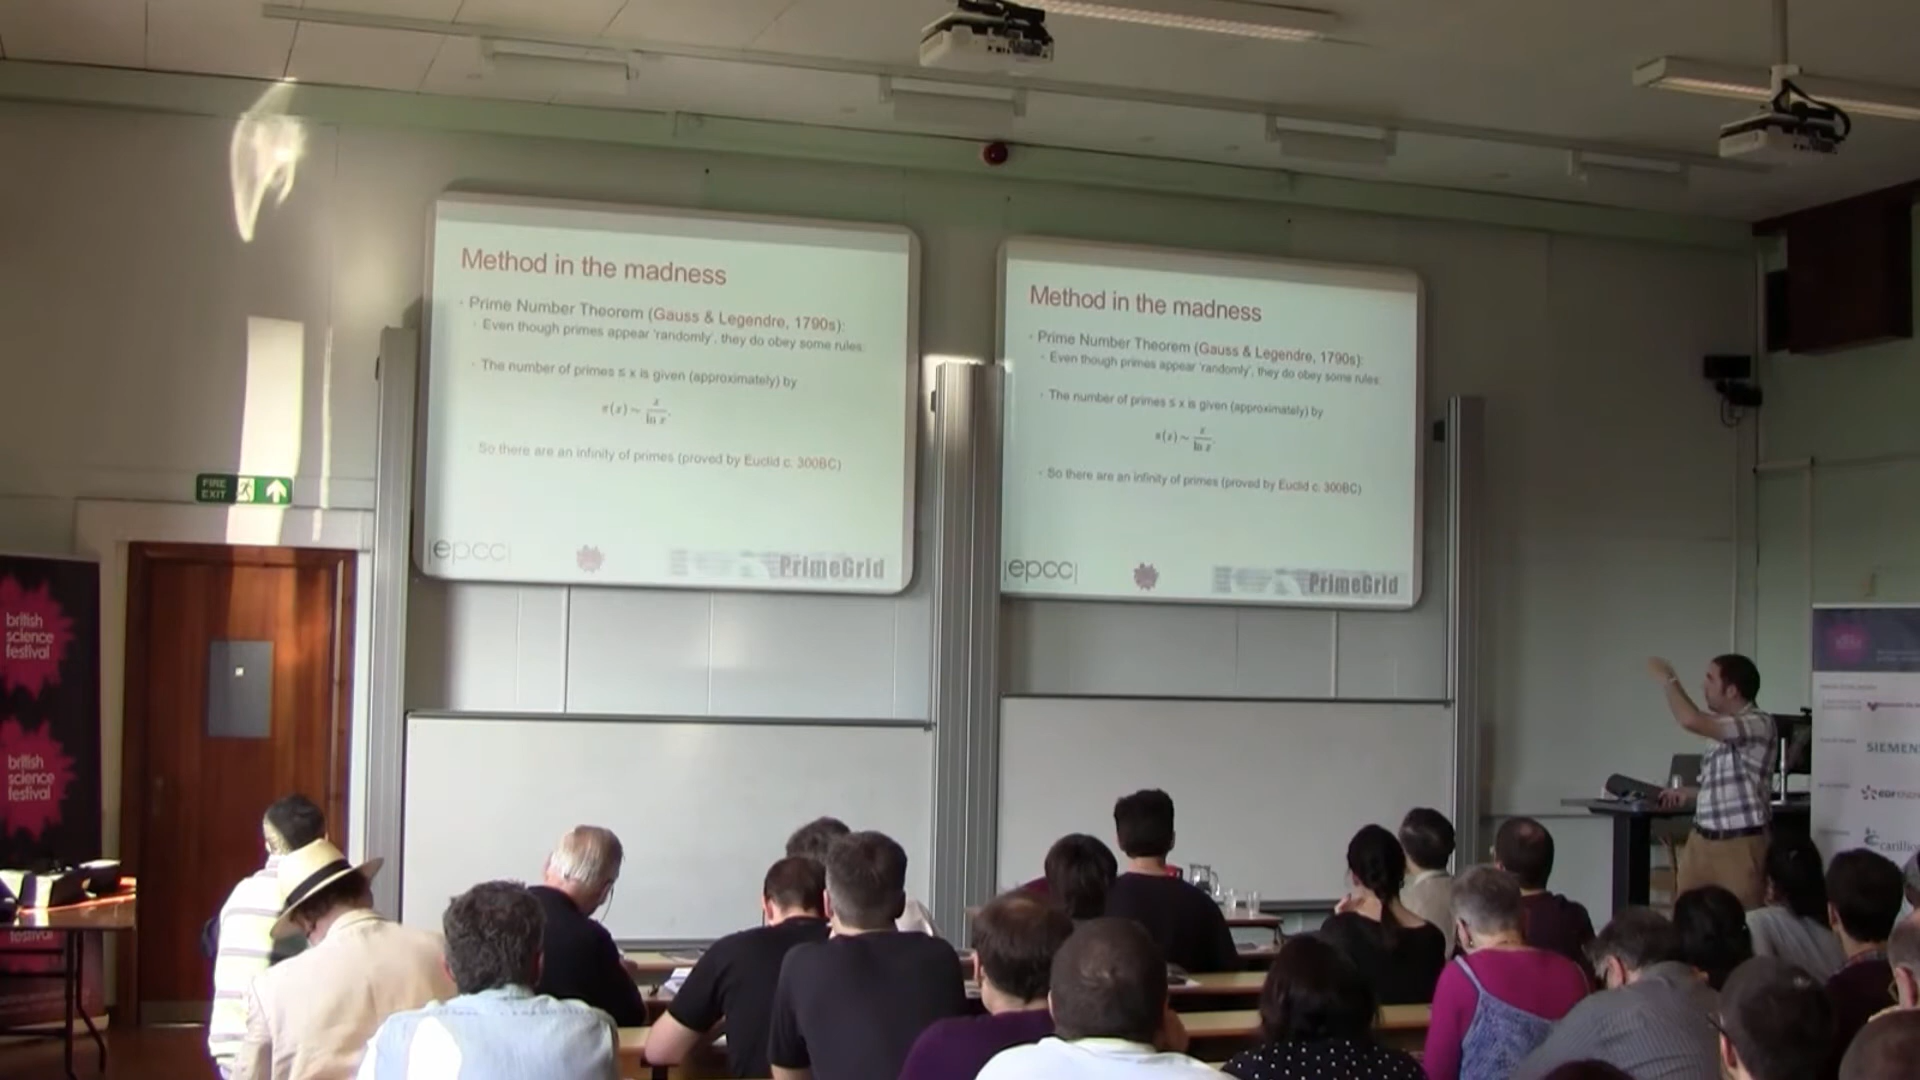 Method in the madness
· Prime Number Theorem (Gauss & Legendre, 1790s):
· Even though primes appear 'randomly', they do obey some rules:
· The number of primes ≤ x is given (approximately) by
π(x) ~ x / ln x.
· So there are an infinity of primes (proved by Euclid c. 300BC)
|epcc|
PrimeGrid
Method in the madness
· Prime Number Theorem (Gauss & Legendre, 1790s):
· Even though primes appear 'randomly', they do obey some rules:
· The number of primes ≤ x is given (approximately) by
π(x) ~ x / ln x.
· So there are an infinity of primes (proved by Euclid c. 300BC)
|epcc|
PrimeGrid
FIRE
EXIT
british
science
festival
british
science
festival
festival
SIEMEN